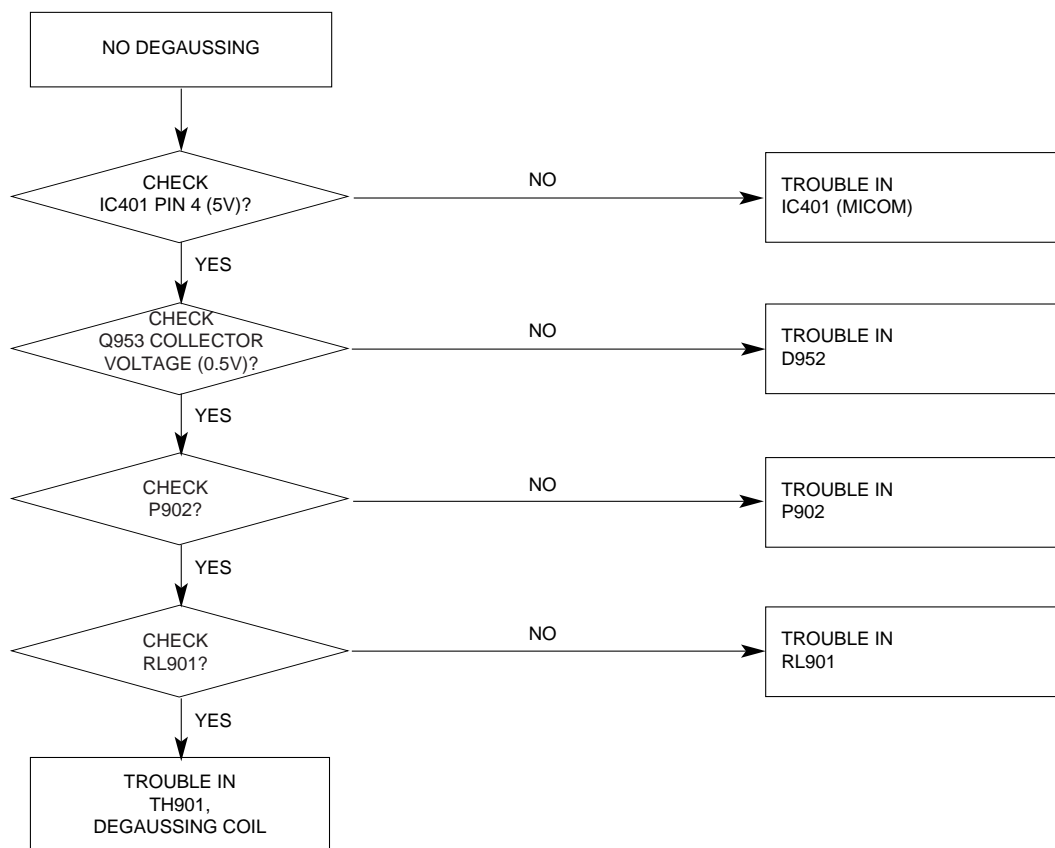 NO DEGAUSSING
CHECK
IC401 PIN 4 (5V)?
NO
TROUBLE IN
IC401 (MICOM)
YES
CHECK
Q953 COLLECTOR
VOLTAGE (0.5V)?
NO
TROUBLE IN
D952
YES
CHECK
P902?
NO
TROUBLE IN
P902
YES
CHECK
RL901?
NO
TROUBLE IN
RL901
YES
TROUBLE IN
TH901,
DEGAUSSING COIL